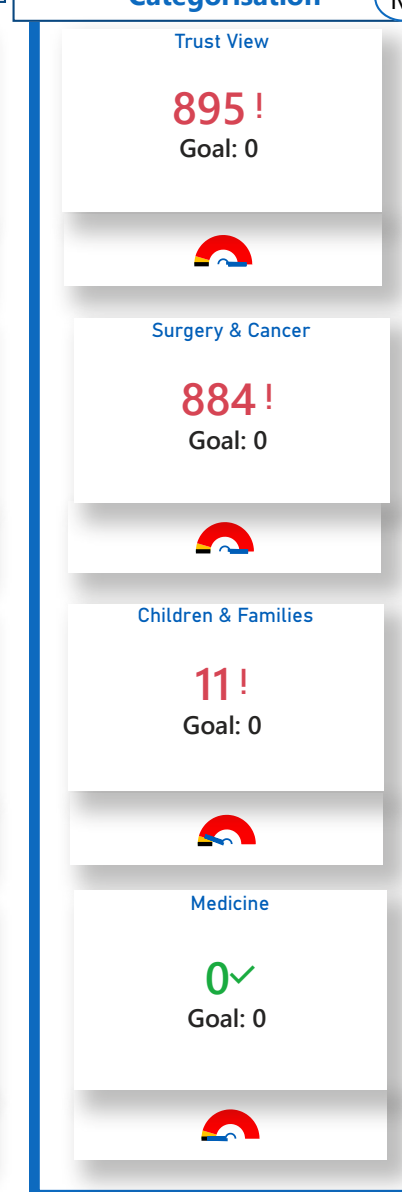 Categorisation
Trust View
895 !
Goal: 0
Surgery & Cancer
884 !
Goal: 0
Children & Families
11 !
Goal: 0
Medicine
0✓
Goal: 0